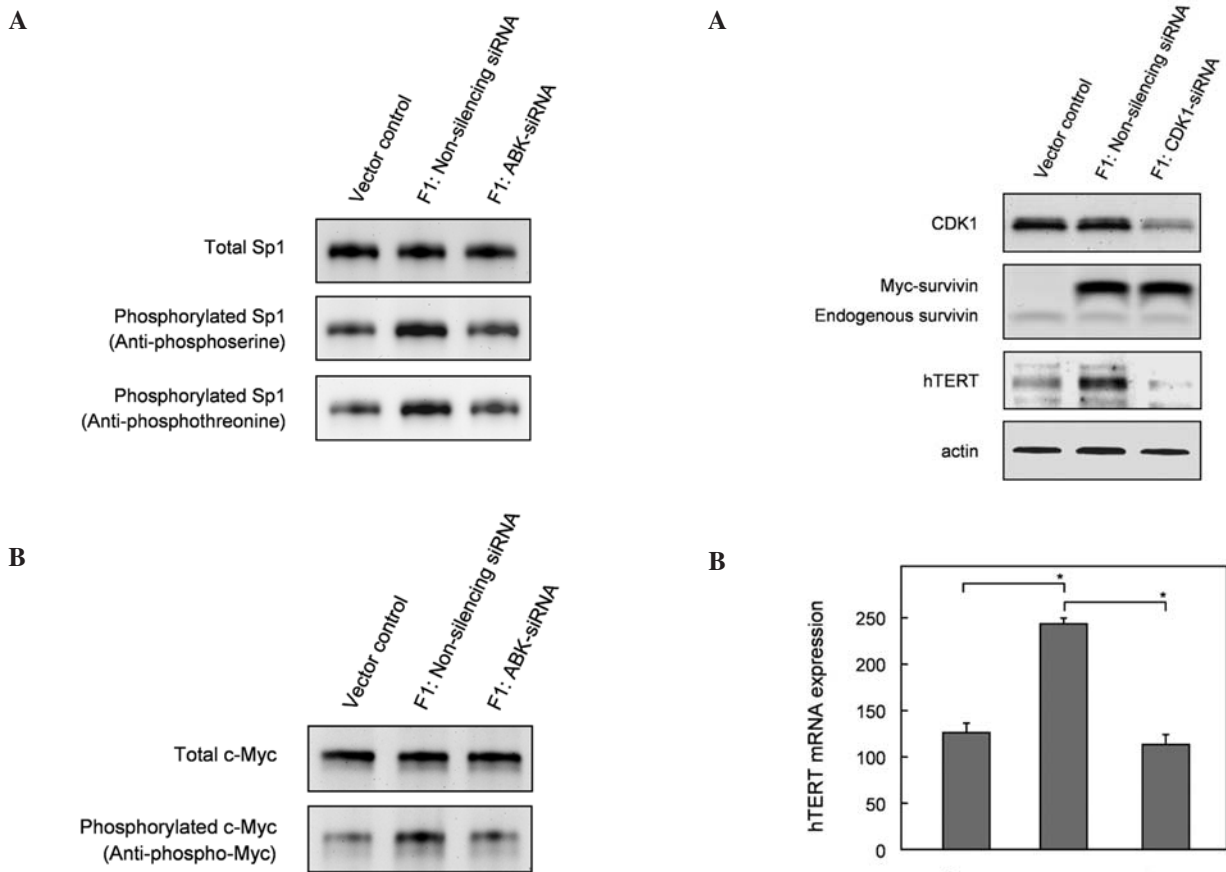 A
Vector control
F1: Non-silencing siRNA
F1: ABK-siRNA
Total Sp1
Phosphorylated Sp1
(Anti-phosphoserine)
Phosphorylated Sp1
(Anti-phosphothreonine)
B
Vector control
F1: Non-silencing siRNA
F1: ABK-siRNA
Total c-Myc
Phosphorylated c-Myc
(Anti-phospho-Myc)
A
Vector control
F1: Non-silencing siRNA
F1: CDK1-siRNA
CDK1
Myc-survivin
Endogenous survivin
hTERT
actin
B
hTERT mRNA expression
250
200
150
100
50
0
*
*